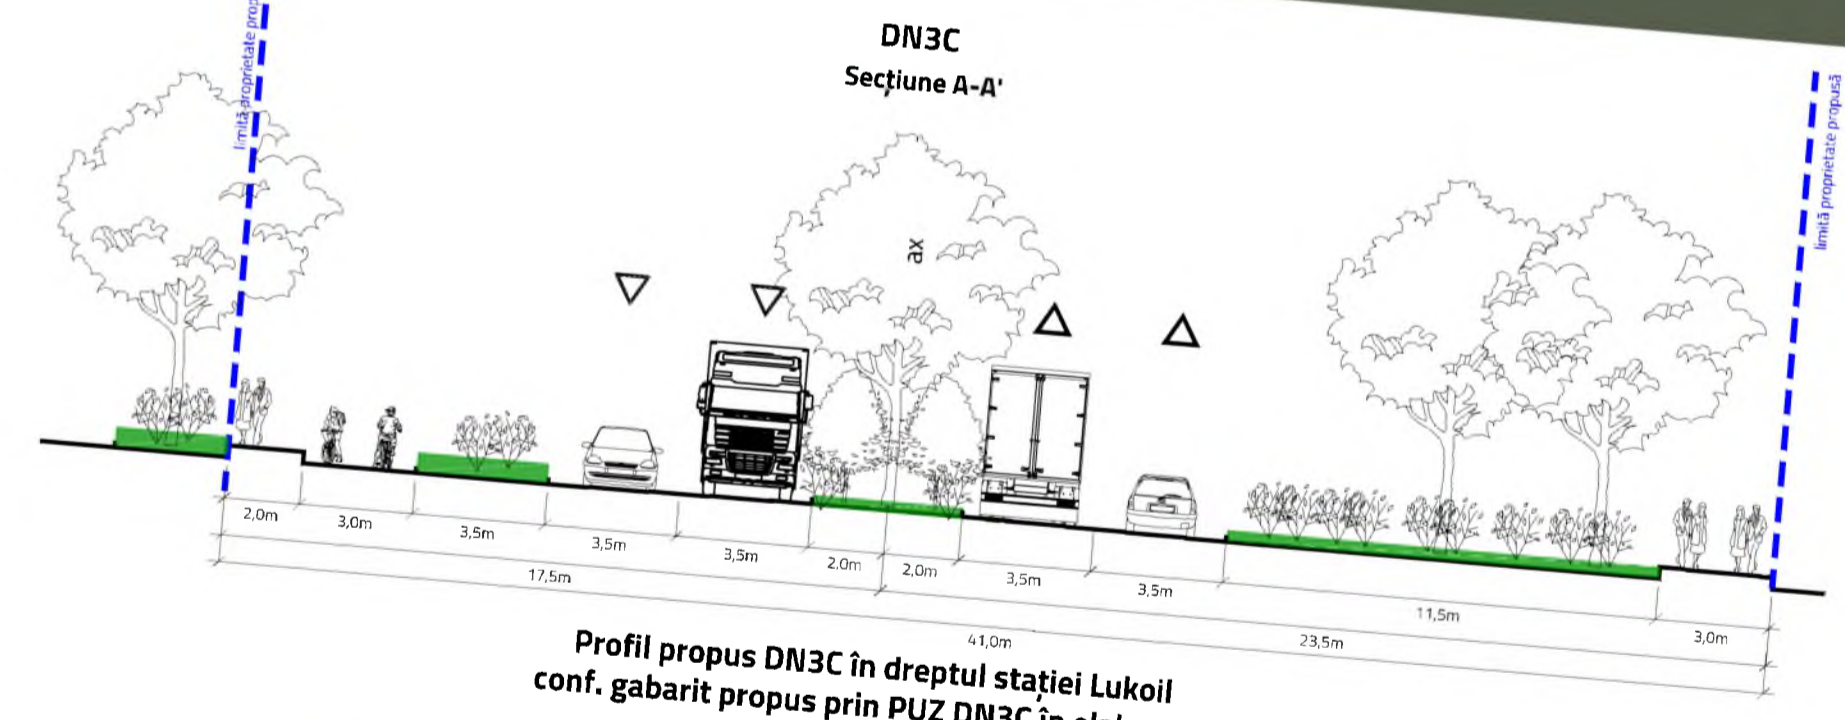 DN3C
Secțiune A-A'
limită proprietate
limită proprietate propusă
ax
2,0m
3,0m
3,5m
3,5m
3,5m
2,0m
2,0m
3,5m
3,5m
11,5m
3,0m
17,5m
23,5m
41,0m
Profil propus DN3C în dreptul stației Lukoil
conf. gabarit propus prin PUZ DN3C în